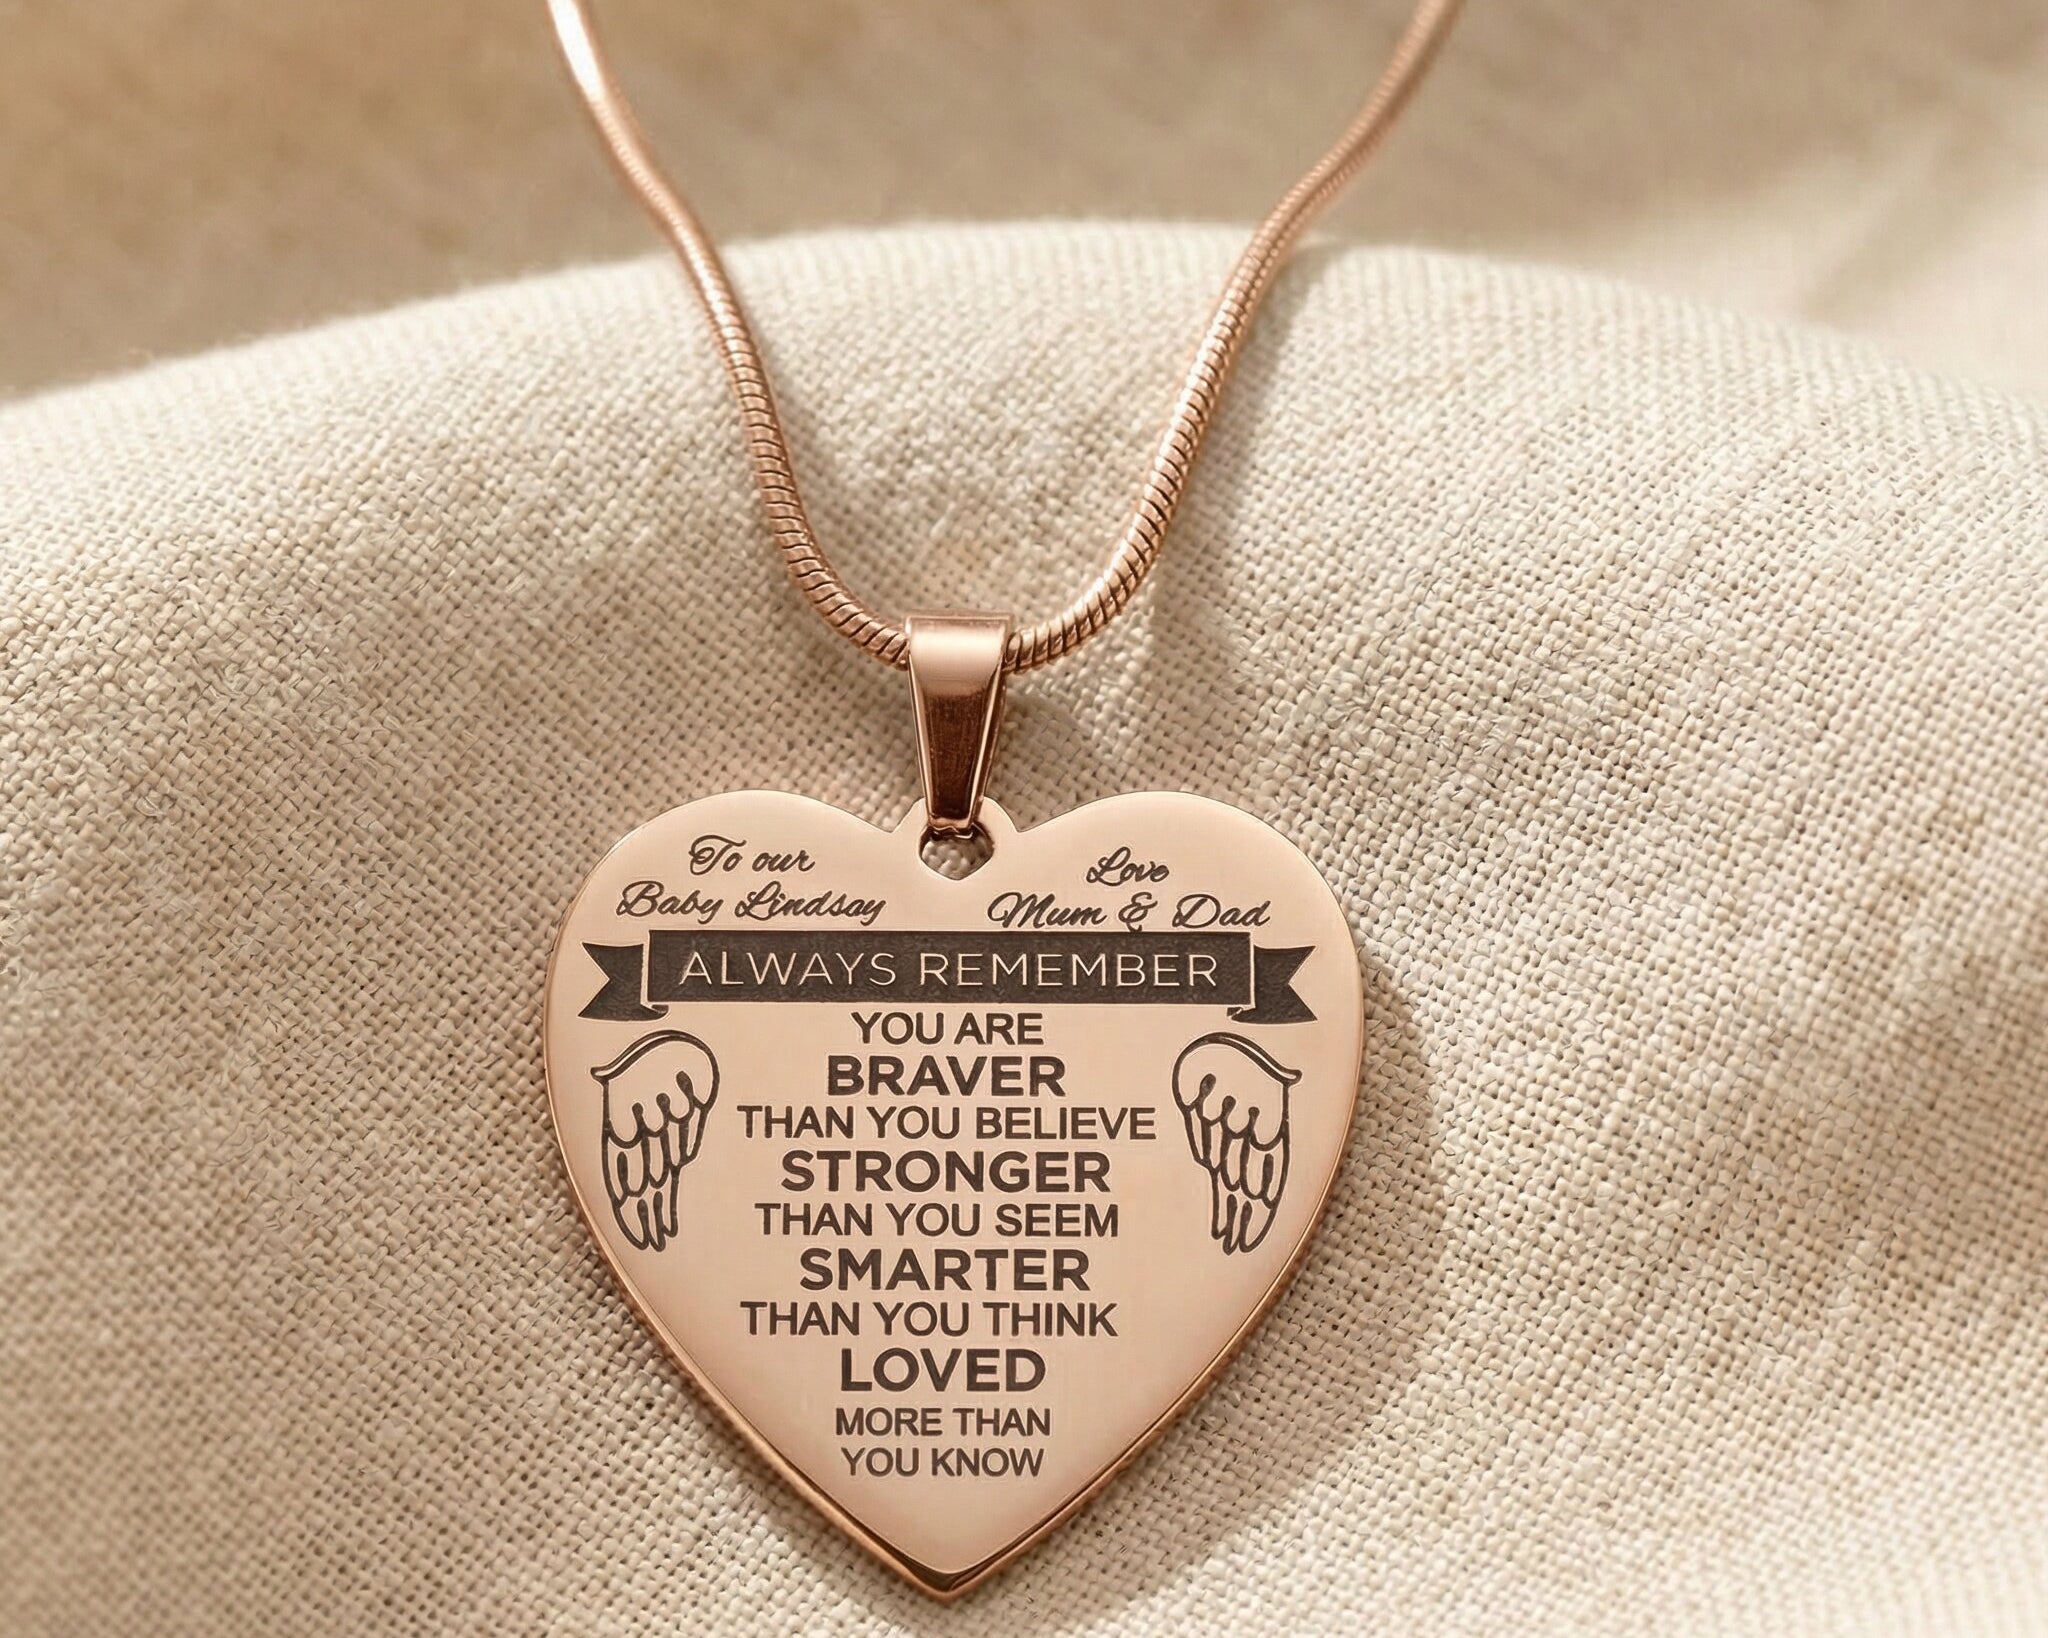 To our
Baby Lindsay
Love
Mum & Dad
ALWAYS REMEMBER
YOU ARE
BRAVER
THAN YOU BELIEVE
STRONGER
THAN YOU SEEM
SMARTER
THAN YOU THINK
LOVED
MORE THAN
YOU KNOW